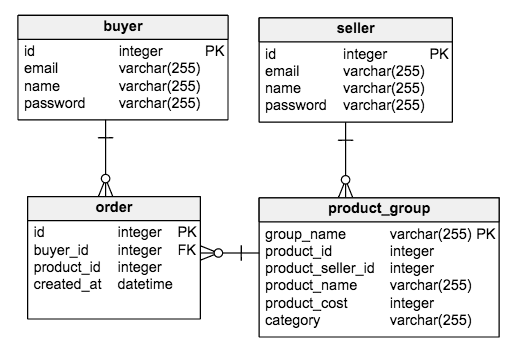 buyer
id integer PK
email varchar(255)
name varchar(255)
password varchar(255)
seller
id integer PK
email varchar(255)
name varchar(255)
password varchar(255)
order
id integer PK
buyer_id integer FK
product_id integer
created_at datetime
product_group
group_name varchar(255) PK
product_id integer
product_seller_id integer
product_name varchar(255)
product_cost integer
category varchar(255)